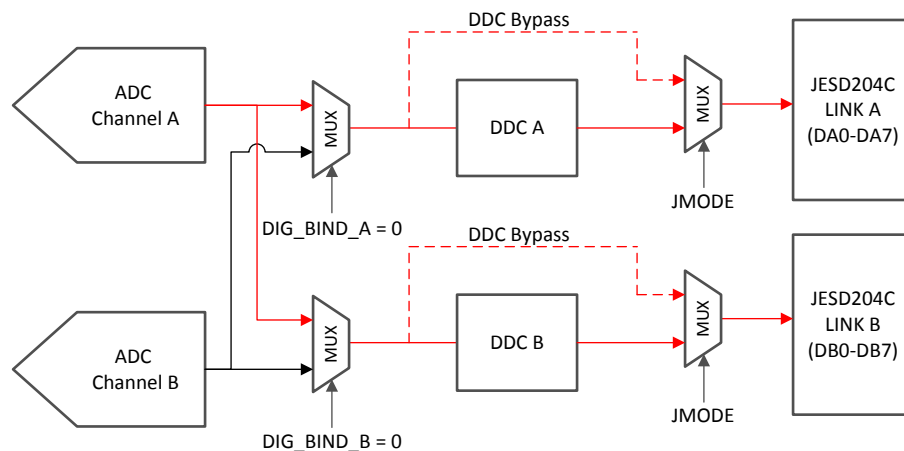 DDC Bypass
ADC
Channel A
MUX
DDC A
MUX
JESD204C
LINK A
(DA0-DA7)
DIG_BIND_A = 0
JMODE
DDC Bypass
ADC
Channel B
MUX
DDC B
MUX
JESD204C
LINK B
(DB0-DB7)
DIG_BIND_B = 0
JMODE